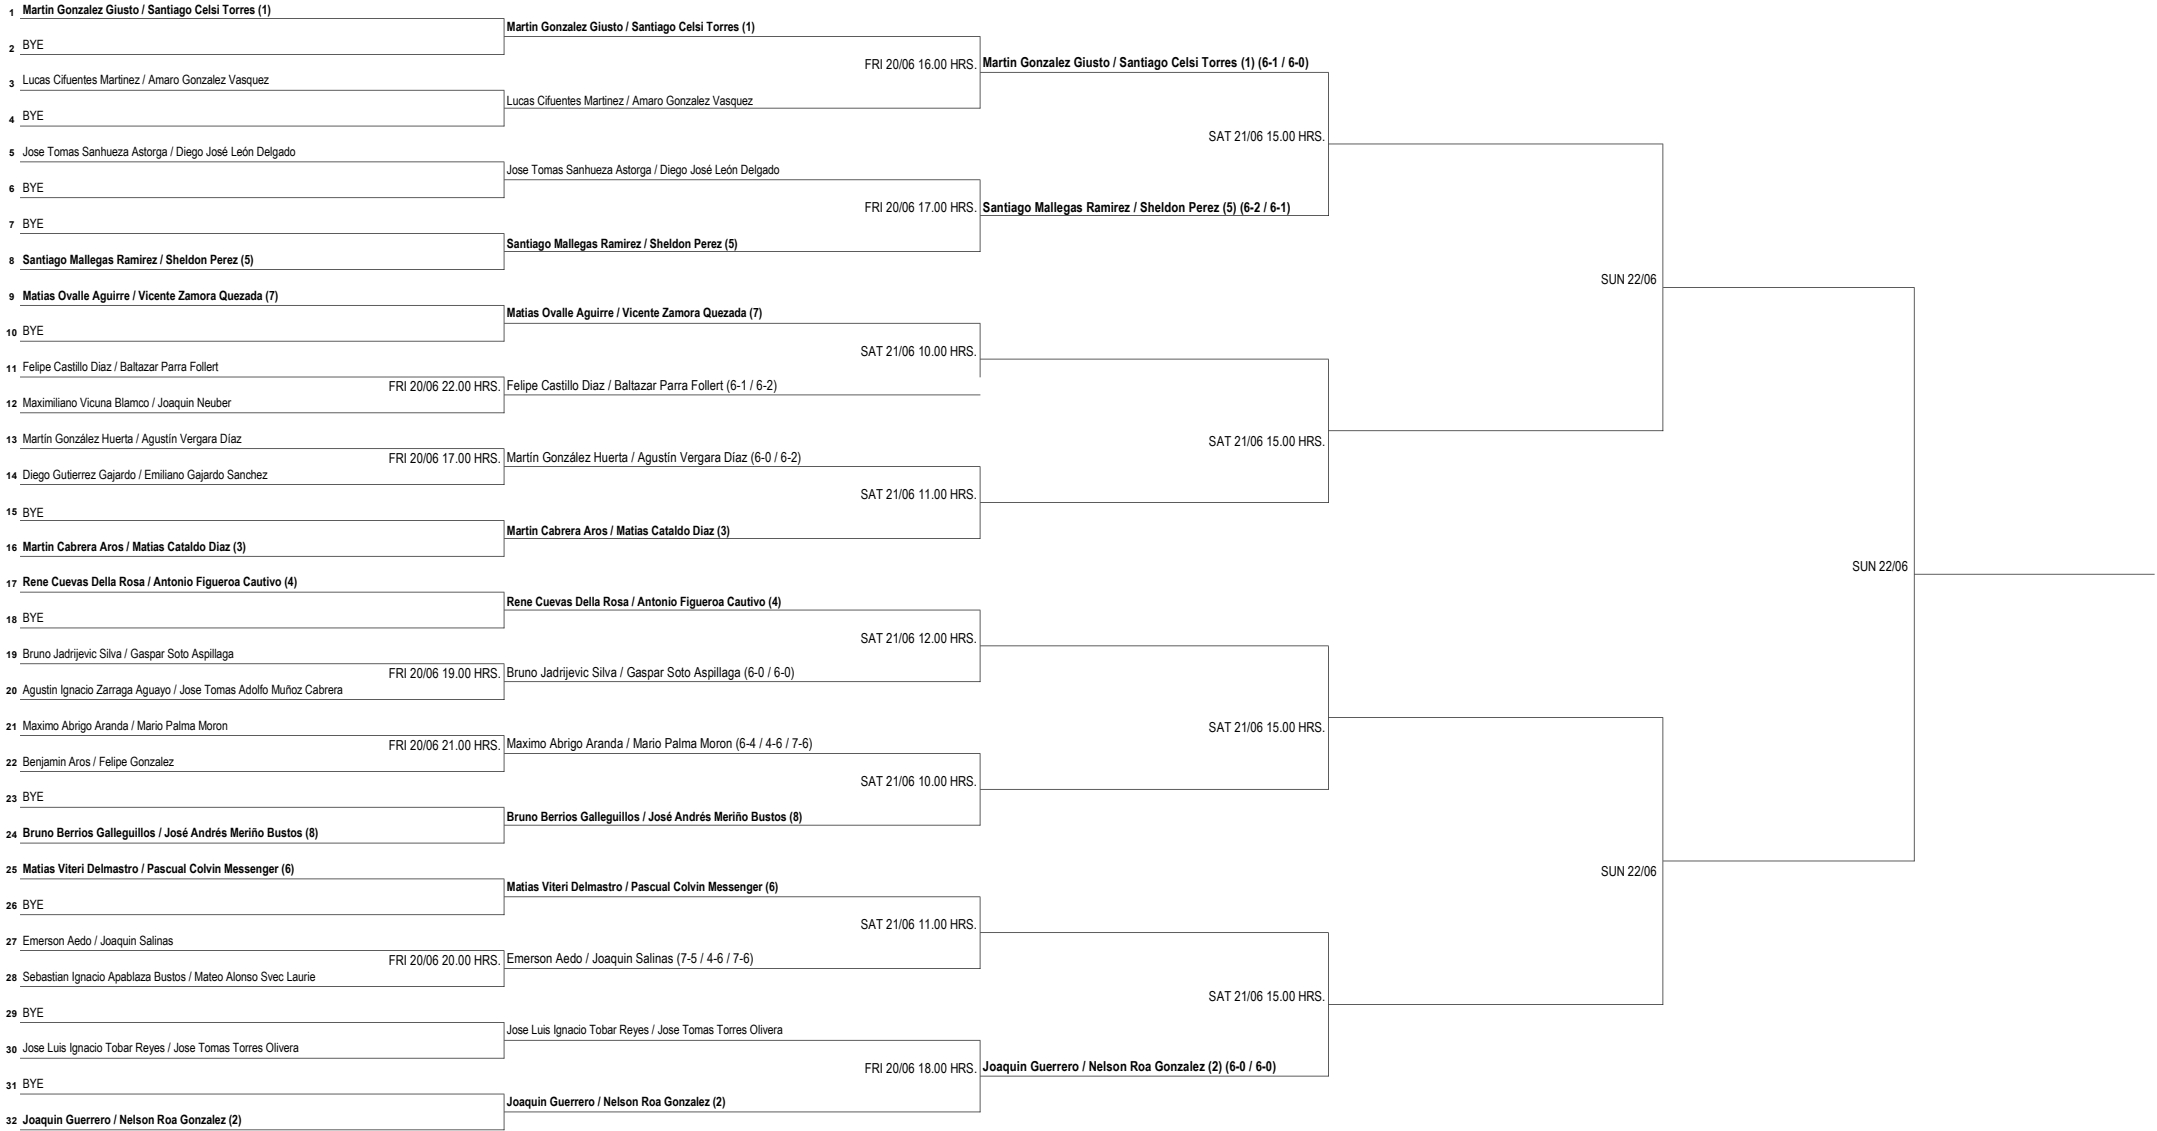 1 Martin Gonzalez Giusto / Santiago Celsi Torres (1)
2 BYE
3 Lucas Cifuentes Martinez / Amaro Gonzalez Vasquez
4 BYE
5 Jose Tomas Sanhueza Astorga / Diego José León Delgado
6 BYE
7 BYE
8 Santiago Mallegas Ramirez / Sheldon Perez (5)
9 Matias Ovalle Aguirre / Vicente Zamora Quezada (7)
10 BYE
11 Felipe Castillo Diaz / Baltazar Parra Follert
12 Maximiliano Vicuna Blamco / Joaquin Neuber
13 Martín González Huerta / Agustín Vergara Díaz
14 Diego Gutierrez Gajardo / Emiliano Gajardo Sanchez
15 BYE
16 Martin Cabrera Aros / Matias Cataldo Diaz (3)
17 Rene Cuevas Della Rosa / Antonio Figueroa Cautivo (4)
18 BYE
19 Bruno Jadrijevic Silva / Gaspar Soto Aspillaga
20 Agustin Ignacio Zarraga Aguayo / Jose Tomas Adolfo Muñoz Cabrera
21 Maximo Abrigo Aranda / Mario Palma Moron
22 Benjamin Aros / Felipe Gonzalez
23 BYE
24 Bruno Berrios Galleguillos / José Andrés Meriño Bustos (8)
25 Matias Viteri Delmastro / Pascual Colvin Messenger (6)
26 BYE
27 Emerson Aedo / Joaquin Salinas
28 Sebastian Ignacio Apablaza Bustos / Mateo Alonso Svec Laurie
29 BYE
30 Jose Luis Ignacio Tobar Reyes / Jose Tomas Torres Olivera
31 BYE
32 Joaquin Guerrero / Nelson Roa Gonzalez (2)
Martin Gonzalez Giusto / Santiago Celsi Torres (1)
Lucas Cifuentes Martinez / Amaro Gonzalez Vasquez
Jose Tomas Sanhueza Astorga / Diego José León Delgado
Santiago Mallegas Ramirez / Sheldon Perez (5)
Matias Ovalle Aguirre / Vicente Zamora Quezada (7)
FRI 20/06 22.00 HRS. Felipe Castillo Diaz / Baltazar Parra Follert (6-1 / 6-2)
FRI 20/06 17.00 HRS. Martín González Huerta / Agustín Vergara Díaz (6-0 / 6-2)
Martin Cabrera Aros / Matias Cataldo Diaz (3)
Rene Cuevas Della Rosa / Antonio Figueroa Cautivo (4)
FRI 20/06 19.00 HRS. Bruno Jadrijevic Silva / Gaspar Soto Aspillaga (6-0 / 6-0)
FRI 20/06 21.00 HRS. Maximo Abrigo Aranda / Mario Palma Moron (6-4 / 4-6 / 7-6)
Bruno Berrios Galleguillos / José Andrés Meriño Bustos (8)
Matias Viteri Delmastro / Pascual Colvin Messenger (6)
FRI 20/06 20.00 HRS. Emerson Aedo / Joaquin Salinas (7-5 / 4-6 / 7-6)
Jose Luis Ignacio Tobar Reyes / Jose Tomas Torres Olivera
Joaquin Guerrero / Nelson Roa Gonzalez (2)
FRI 20/06 16.00 HRS. Martin Gonzalez Giusto / Santiago Celsi Torres (1) (6-1 / 6-0)
FRI 20/06 17.00 HRS. Santiago Mallegas Ramirez / Sheldon Perez (5) (6-2 / 6-1)
SAT 21/06 10.00 HRS.
SAT 21/06 11.00 HRS.
SAT 21/06 12.00 HRS.
SAT 21/06 10.00 HRS.
SAT 21/06 11.00 HRS.
FRI 20/06 18.00 HRS. Joaquin Guerrero / Nelson Roa Gonzalez (2) (6-0 / 6-0)
SAT 21/06 15.00 HRS.
SAT 21/06 15.00 HRS.
SAT 21/06 15.00 HRS.
SAT 21/06 15.00 HRS.
SUN 22/06
SUN 22/06
SUN 22/06